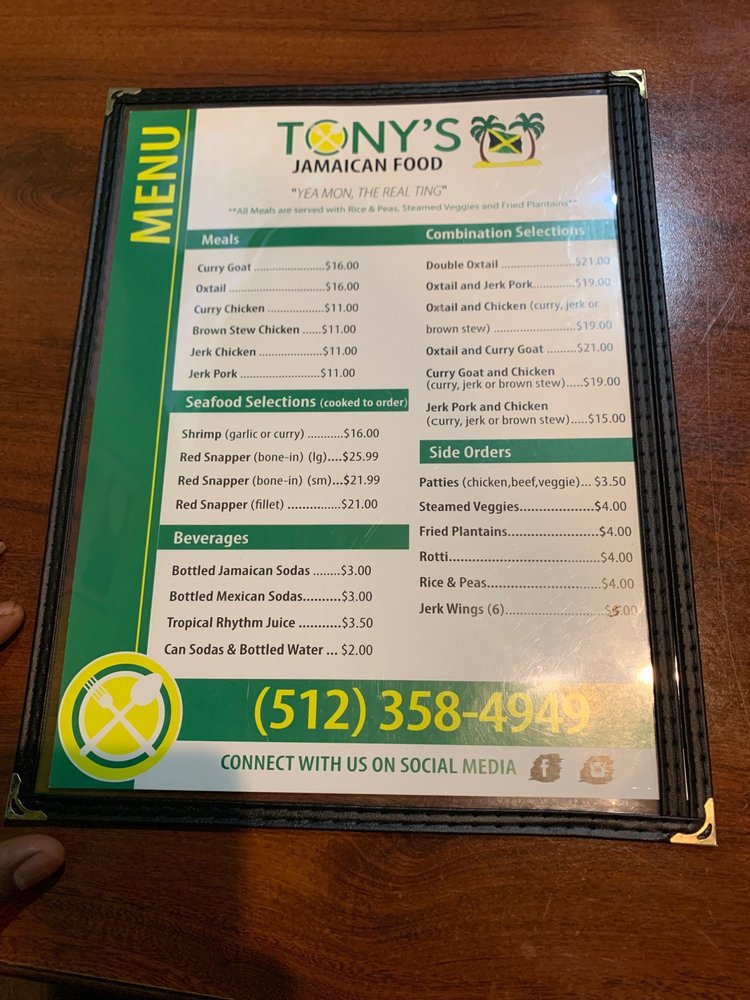 MENU
TONY'S
JAMAICAN FOOD
"YEA MON, THE REAL TING"
**All Meals are served with Rice & Peas, Steamed Veggies and Fried Plantains**
Meals
Curry Goat ..................$16.00
Oxtail ..........................$16.00
Curry Chicken ................$11.00
Brown Stew Chicken ......$11.00
Jerk Chicken ..................$11.00
Jerk Pork ........................$11.00
Seafood Selections (cooked to order)
Shrimp (garlic or curry) ...........$16.00
Red Snapper (bone-in) (lg)....$25.99
Red Snapper (bone-in) (sm)...$21.99
Red Snapper (fillet) ...............$21.00
Beverages
Bottled Jamaican Sodas ........$3.00
Bottled Mexican Sodas..........$3.00
Tropical Rhythm Juice ...........$3.50
Can Sodas & Bottled Water ... $2.00
Combination Selections
Double Oxtail ....................$21.00
Oxtail and Jerk Pork...........$19.00
Oxtail and Chicken (curry, jerk or
brown stew) ......................$19.00
Oxtail and Curry Goat .........$21.00
Curry Goat and Chicken
(curry, jerk or brown stew).....$19.00
Jerk Pork and Chicken
(curry, jerk or brown stew).....$15.00
Side Orders
Patties (chicken,beef,veggie)... $3.50
Steamed Veggies....................$4.00
Fried Plantains.......................$4.00
Rotti.......................................$4.00
Rice & Peas............................$4.00
Jerk Wings (6)..........................$5.00
(512) 358-4949
CONNECT WITH US ON SOCIAL MEDIA